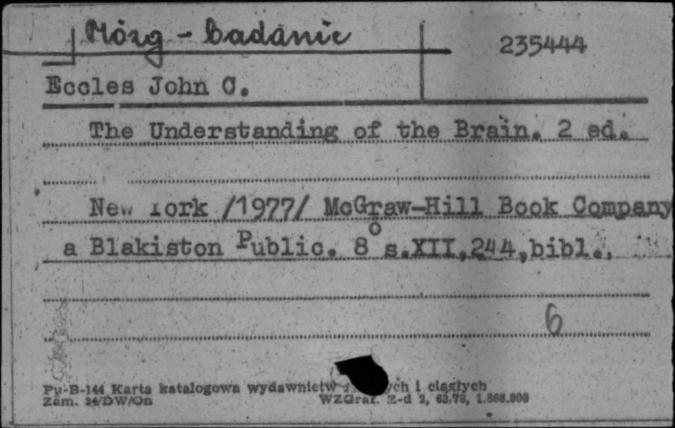 Mózg - badanie
235444
Eccles John C.
The Understanding of the Brain. 2 ed.
New York /1977/ McGraw-Hill Book Company
a Blakiston Public. 8° s.XII,244,bibl.,
6
Pu-B-144 Karta katalogowa wydawnictw ych i ciągłych
Zam. 24/DW/On WZGraf. Z-d 2, 63,78, 1.868.000